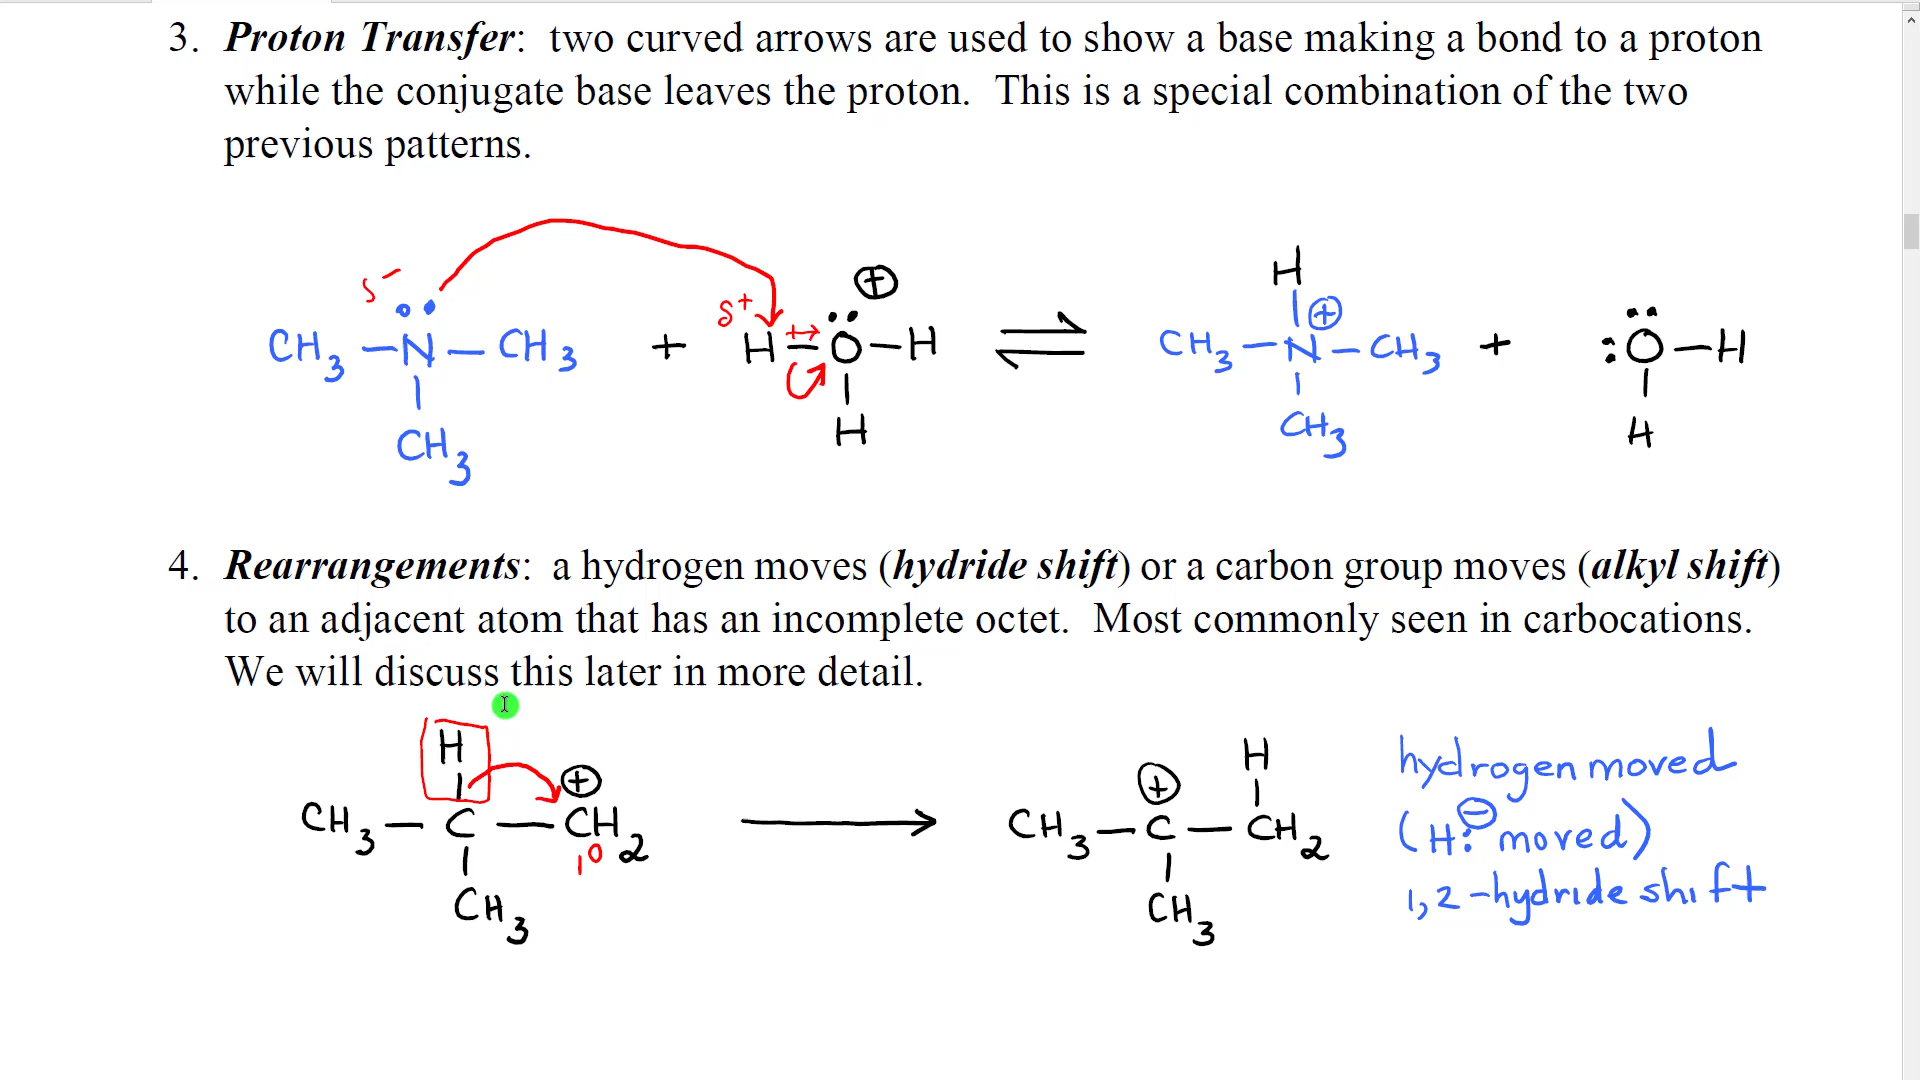 3. Proton Transfer: two curved arrows are used to show a base making a bond to a proton
while the conjugate base leaves the proton. This is a special combination of the two
previous patterns.
H
δ- δ+ ⊕ ⊕
CH3 – N̈ – CH3 + H – Ö – H ⇌ CH3 – N – CH3 + :Ö – H
CH3 H CH3 H
4. Rearrangements: a hydrogen moves (hydride shift) or a carbon group moves (alkyl shift)
to an adjacent atom that has an incomplete octet. Most commonly seen in carbocations.
We will discuss this later in more detail.
H ⊕ ⊕ H hydrogen moved
CH3 – C – CH2 → CH3 – C – CH2 (H:⊖ moved)
1° 1,2-hydride shift
CH3 CH3